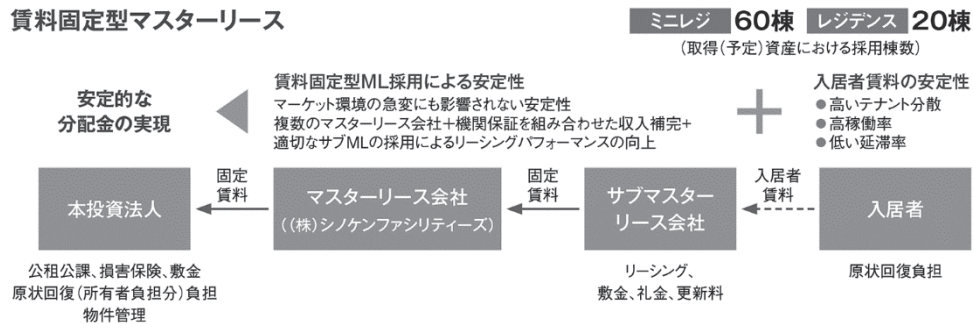 賃料固定型マスターリース
ミニレジ 60棟 レジデンス 20棟
（取得（予定）資産における採用棟数）
安定的な
分配金の実現
賃料固定型ML採用による安定性
マーケット環境の急変にも影響されない安定性
複数のマスターリース会社＋機関保証を組み合わせた収入補完＋
適切なサブMLの採用によるリーシングパフォーマンスの向上
入居者賃料の安定性
●高いテナント分散
●高稼働率
●低い延滞率
本投資法人
固定
賃料
マスターリース会社
（（株）シノケンファシリティーズ）
固定
賃料
サブマスター
リース会社
入居者
賃料
入居者
公租公課、損害保険、敷金
原状回復（所有者負担分）負担
物件管理
リーシング、
敷金、礼金、更新料
原状回復負担